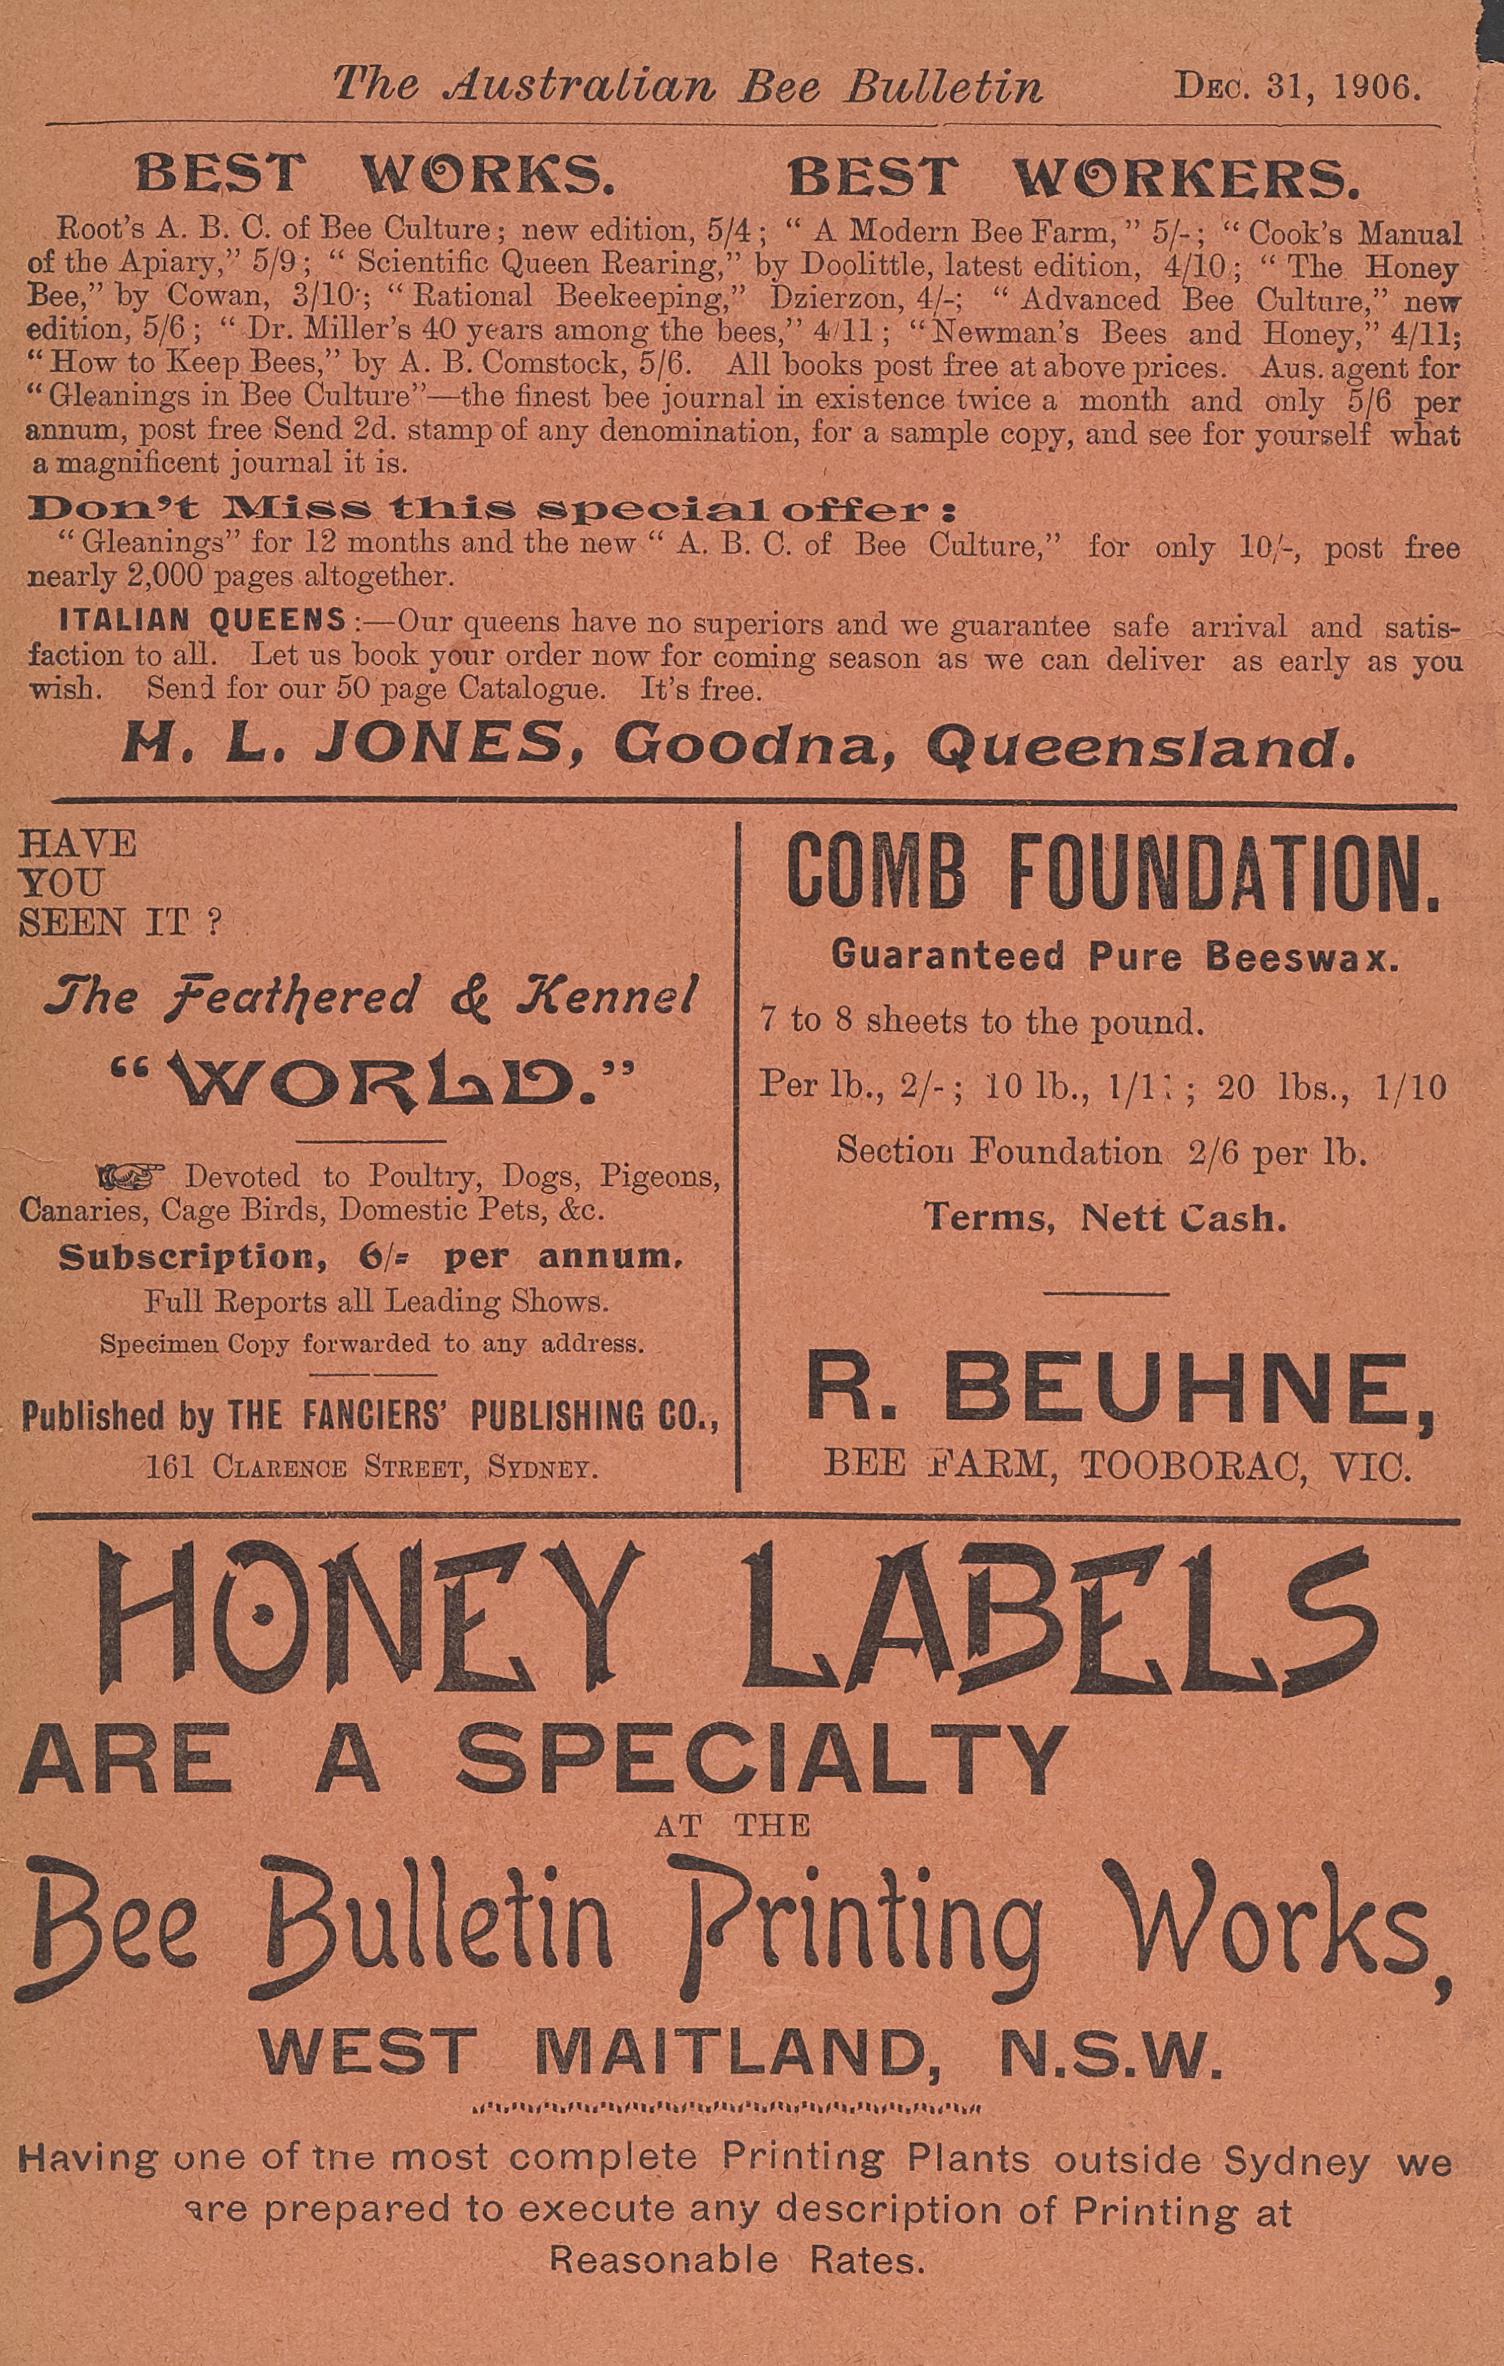 The Australian Bee Bulletin DEC. 31, 1906.
BEST WORKS. BEST WORKERS.
Root's A. B. C. of Bee Culture; new edition, 5/4; " A Modern Bee Farm," 5/-; "Cook's Manual
of the Apiary," 5/9; " Scientific Queen Rearing," by Doolittle, latest edition, 4/10; "The Honey
Bee," by Cowan, 3/10; "Rational Beekeeping," Dzierzon, 4/-; " Advanced Bee Culture," new
edition, 5/6; " Dr. Miller's 40 years among the bees," 4/11; "Newman's Bees and Honey," 4/11;
"How to Keep Bees," by A. B. Comstock, 5/6. All books post free at above prices. Aus. agent for
"Gleanings in Bee Culture"—the finest bee journal in existence twice a month and only 5/6 per
annum, post free Send 2d. stamp of any denomination, for a sample copy, and see for yourself what
a magnificent journal it is.
Don't Miss this special offer:
"Gleanings" for 12 months and the new " A. B. C. of Bee Culture," for only 10/-, post free
nearly 2,000 pages altogether.
ITALIAN QUEENS:—Our queens have no superiors and we guarantee safe arrival and satis-
faction to all. Let us book your order now for coming season as we can deliver as early as you
wish. Send for our 50 page Catalogue. It's free.
H. L. JONES, Goodna, Queensland.
HAVE
YOU
SEEN IT ?
The Feathered & Kennel
"WORLD."
Devoted to Poultry, Dogs, Pigeons,
Canaries, Cage Birds, Domestic Pets, &c.
Subscription, 6/= per annum.
Full Reports all Leading Shows.
Specimen Copy forwarded to any address.
Published by THE FANCIERS' PUBLISHING CO.,
161 CLARENCE STREET, SYDNEY.
COMB FOUNDATION.
Guaranteed Pure Beeswax.
7 to 8 sheets to the pound.
Per lb., 2/-; 10 lb., ; 20 lbs., 1/10
Section Foundation 2/6 per lb.
Terms, Nett Cash.
R. BEUHNE,
BEE FARM, TOOBORAC, VIC.
HONEY LABELS
ARE A SPECIALTY
AT THE
Bee Bulletin Printing Works,
WEST MAITLAND, N.S.W.
Having one of the most complete Printing Plants outside Sydney we
are prepared to execute any description of Printing at
Reasonable Rates.